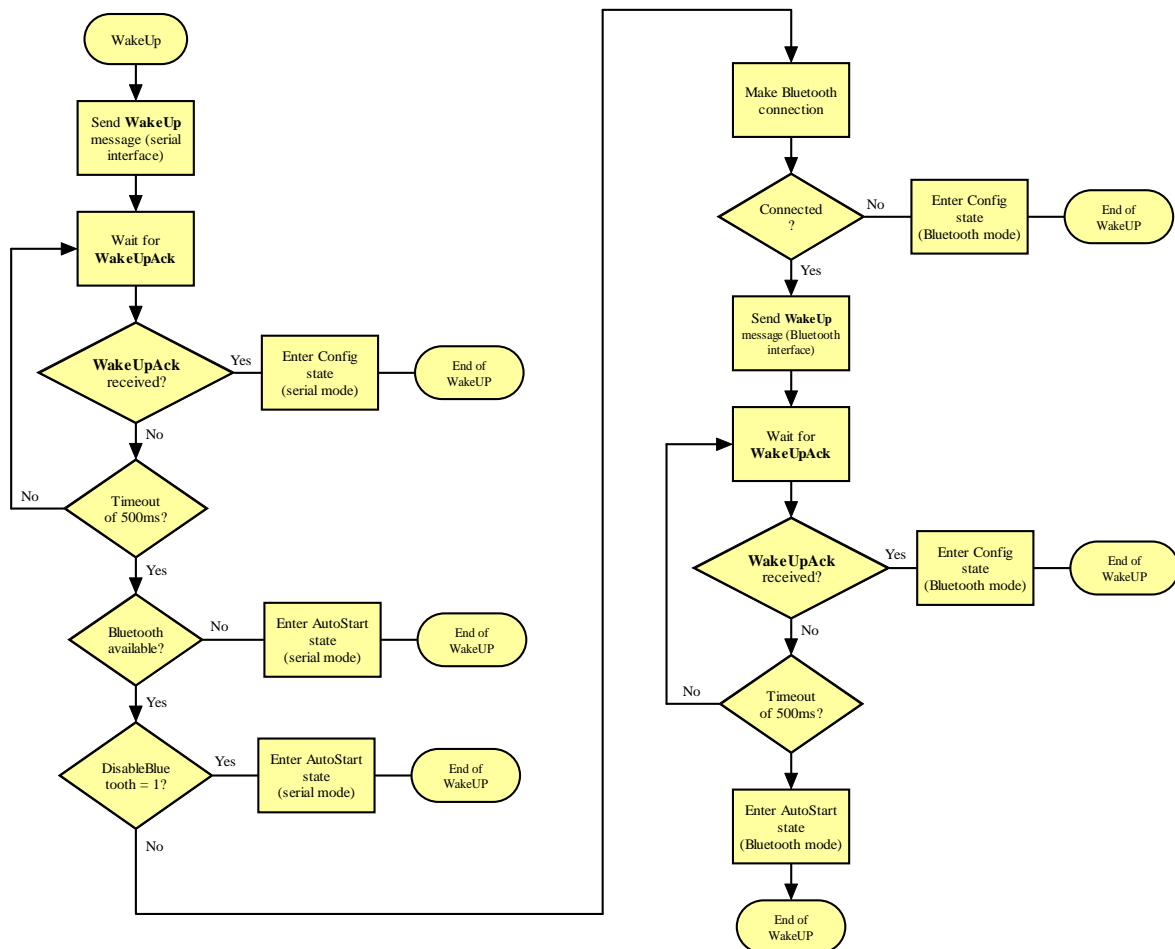 WakeUp
Send WakeUp
message (serial
interface)
Wait for
WakeUpAck
WakeUpAck
received?
Yes
Enter Config
state
(serial mode)
End of
WakeUP
No
Timeout
of 500ms?
No
Yes
Bluetooth
available?
No
Enter AutoStart
state
(serial mode)
End of
WakeUP
Yes
DisableBlue
tooth = 1?
Yes
Enter AutoStart
state
(serial mode)
End of
WakeUP
No
Make Bluetooth
connection
Connected
?
No
Enter Config
state
(Bluetooth mode)
End of
WakeUP
Yes
Send WakeUp
message (Bluetooth
interface)
Wait for
WakeUpAck
WakeUpAck
received?
Yes
Enter Config
state
(Bluetooth mode)
End of
WakeUP
No
Timeout
of 500ms?
No
Enter AutoStart
state
(Bluetooth mode)
End of
WakeUP